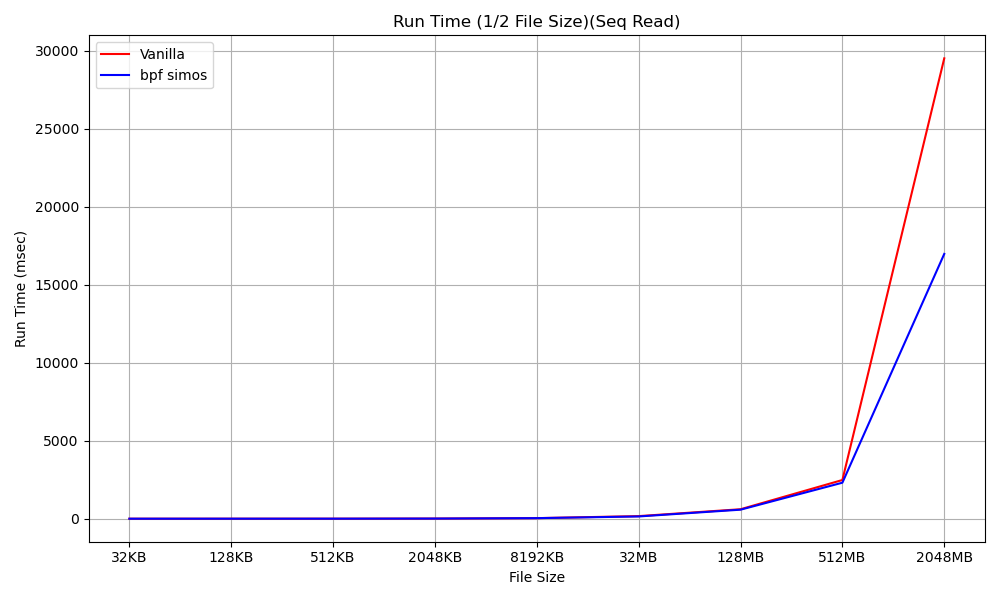 Run Time (1/2 File Size)(Seq Read)
Vanilla
bpf simos
30000
25000
20000
15000
10000
5000
0
Run Time (msec)
32KB 128KB 512KB 2048KB 8192KB 32MB 128MB 512MB 2048MB
File Size